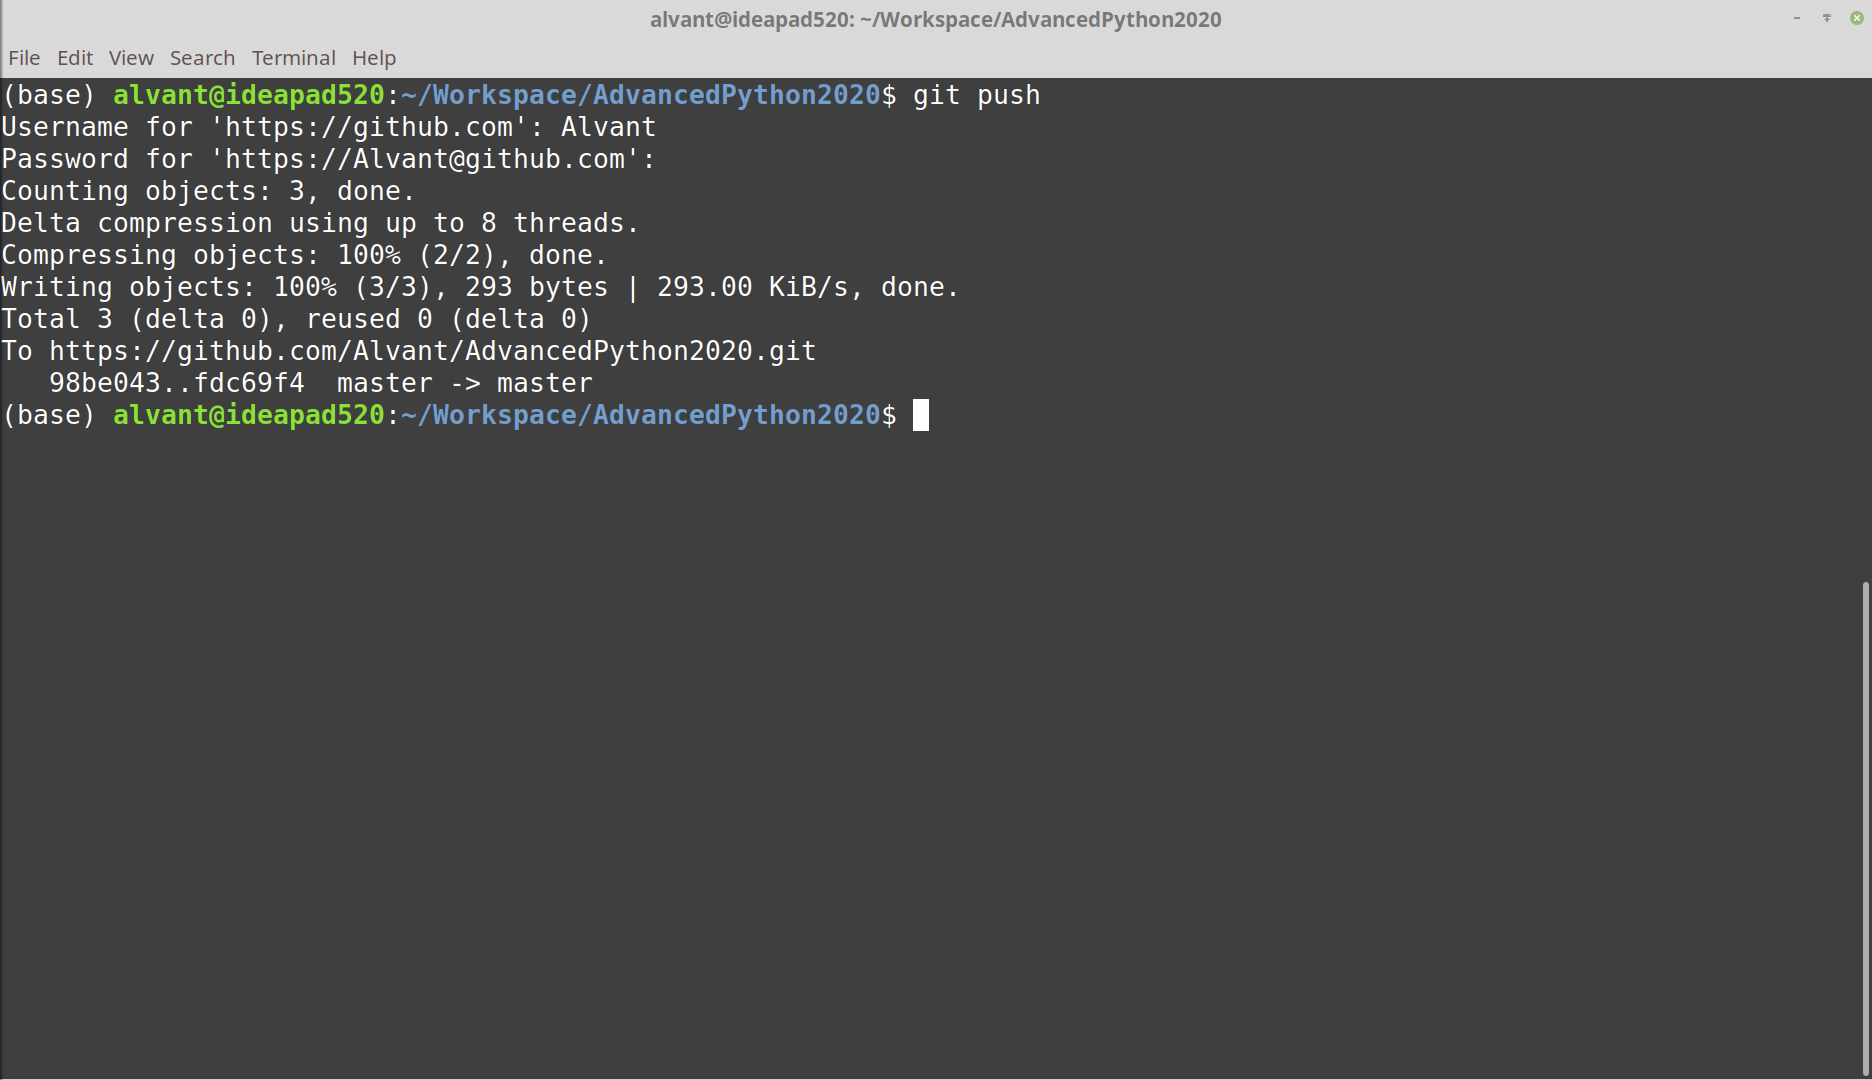 alvant@ideapad520: ~/Workspace/AdvancedPython2020
File Edit View Search Terminal Help
(base) alvant@ideapad520:~/Workspace/AdvancedPython2020$ git push
Username for 'https://github.com': Alvant
Password for 'https://Alvant@github.com':
Counting objects: 3, done.
Delta compression using up to 8 threads.
Compressing objects: 100% (2/2), done.
Writing objects: 100% (3/3), 293 bytes | 293.00 KiB/s, done.
Total 3 (delta 0), reused 0 (delta 0)
To https://github.com/Alvant/AdvancedPython2020.git
   98be043..fdc69f4  master -> master
(base) alvant@ideapad520:~/Workspace/AdvancedPython2020$